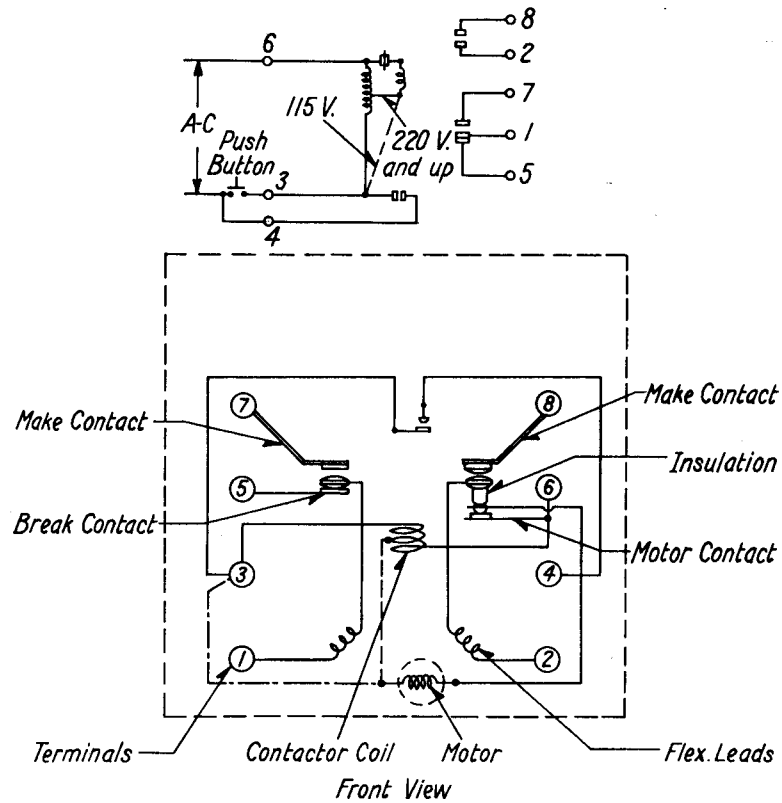 6
8
2
A-C
115 V.
220 V.
and up
7
1
5
Push
Button
3
4
7
8
Make Contact
Make Contact
5
6
Insulation
Break Contact
Motor Contact
3
4
1
2
Terminals
Contactor Coil
Motor
Flex. Leads
Front View